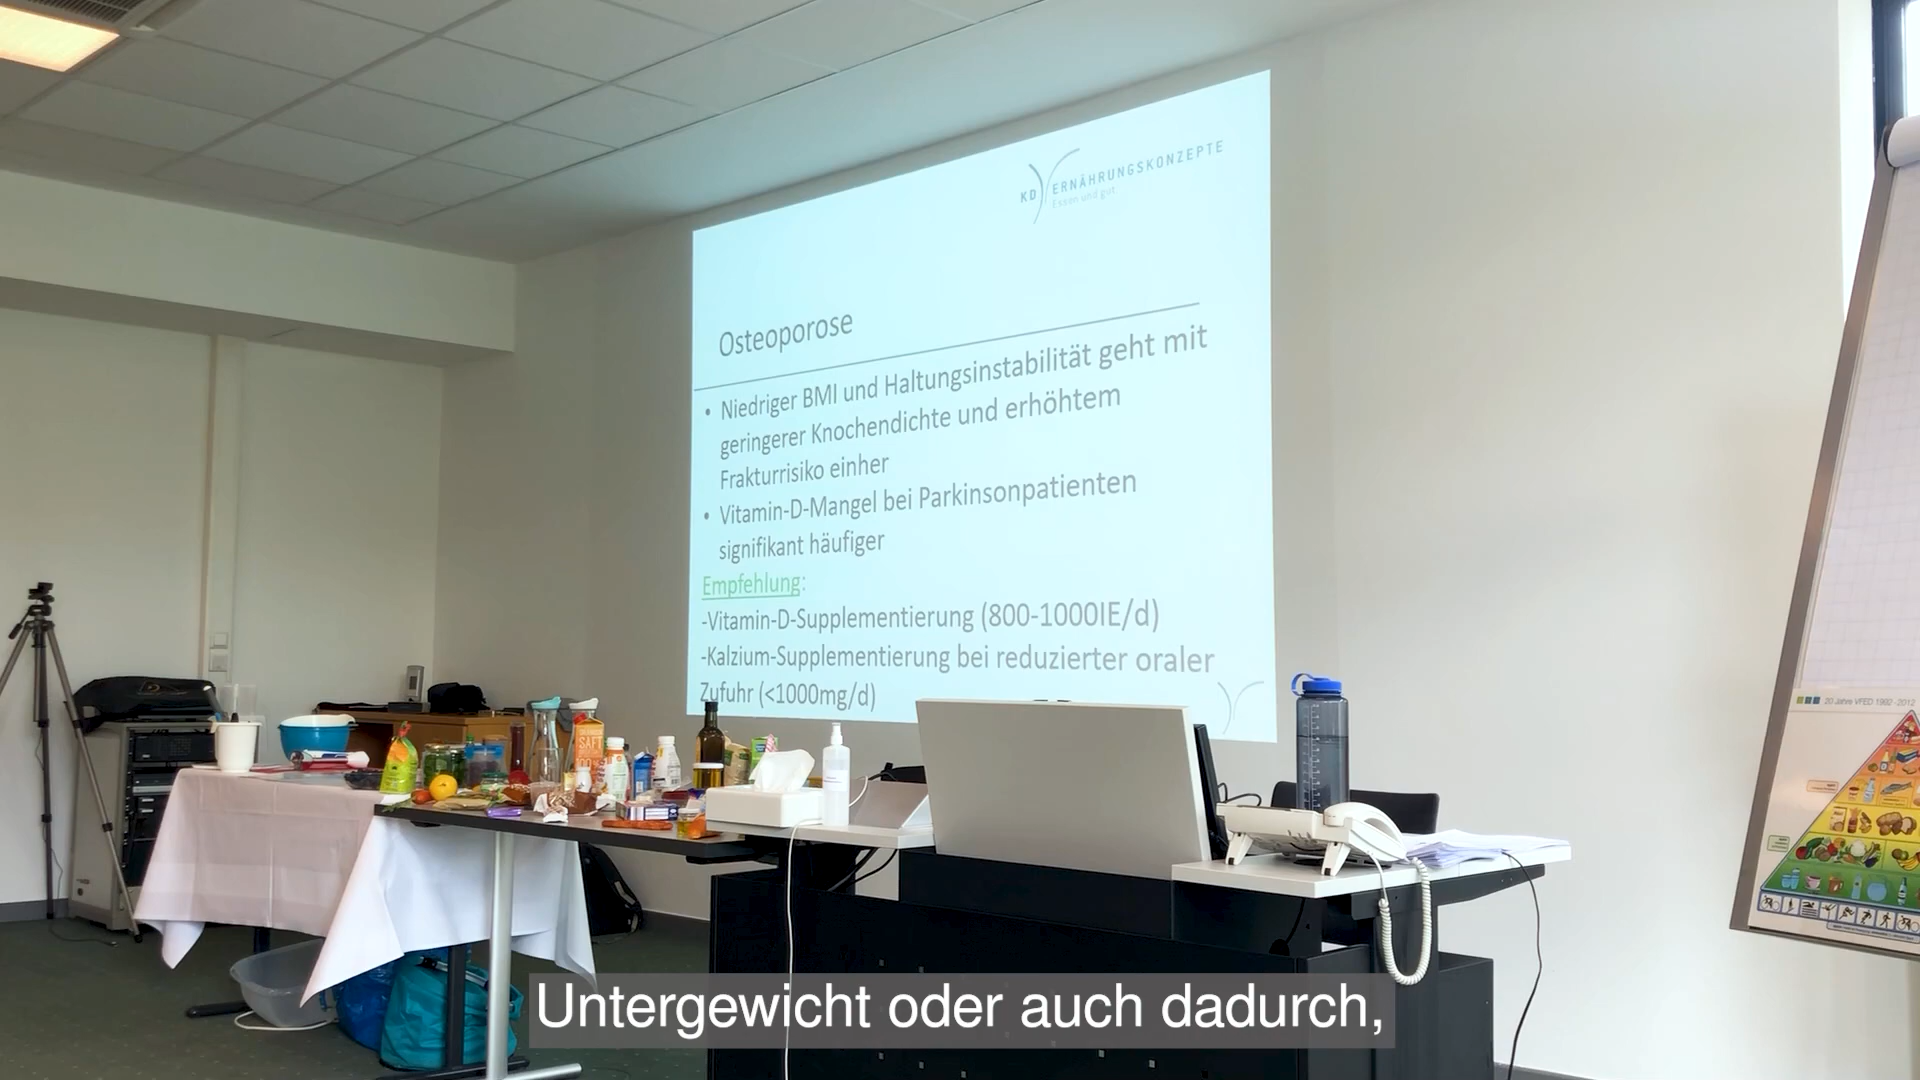 KD ERNÄHRUNGSKONZEPTE
Essen und gut
Osteoporose
• Niedriger BMI und Haltungsinstabilität geht mit
geringerer Knochendichte und erhöhtem
Frakturrisiko einher
• Vitamin-D-Mangel bei Parkinsonpatienten
signifikant häufiger
Empfehlung:
-Vitamin-D-Supplementierung (800-1000IE/d)
-Kalzium-Supplementierung bei reduzierter oraler
Zufuhr (<1000mg/d)
20 Jahre VFED 1992-2012
SAFT
Untergewicht oder auch dadurch,